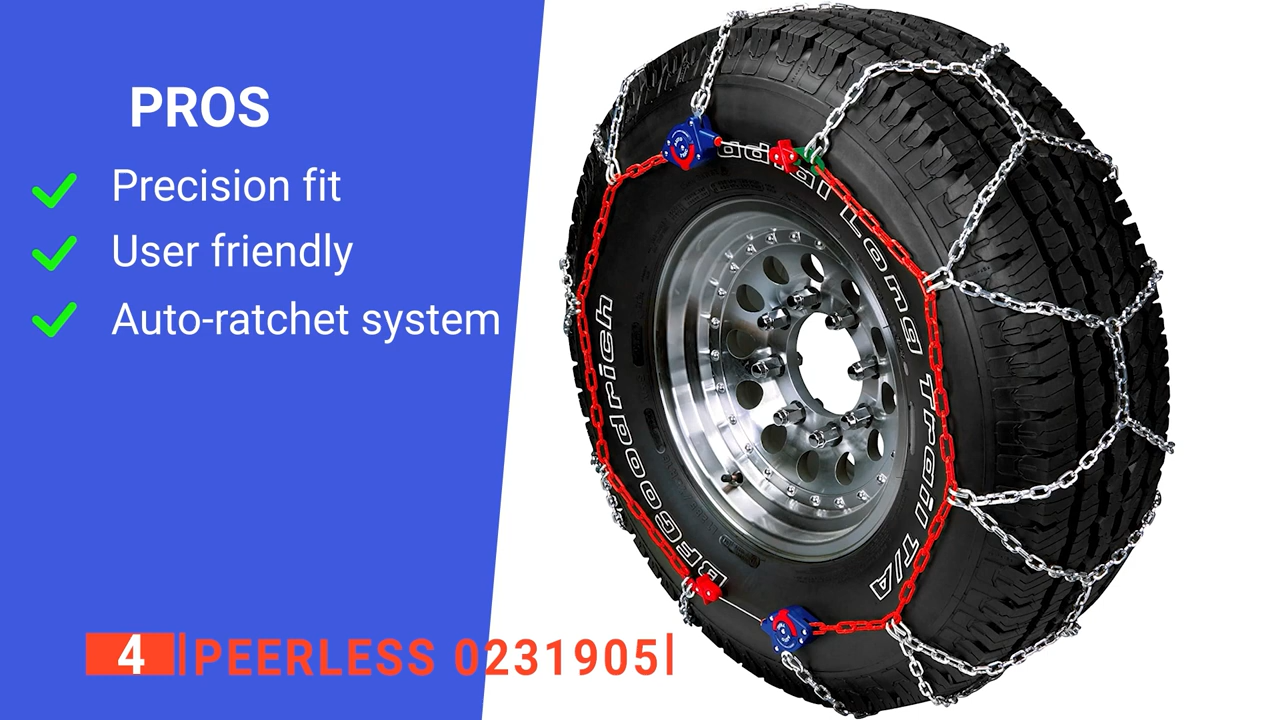 PROS
Precision fit
User friendly
Auto-ratchet system
Radial Long Trail T/A
BFGoodrich
4
PEERLESS 0231905